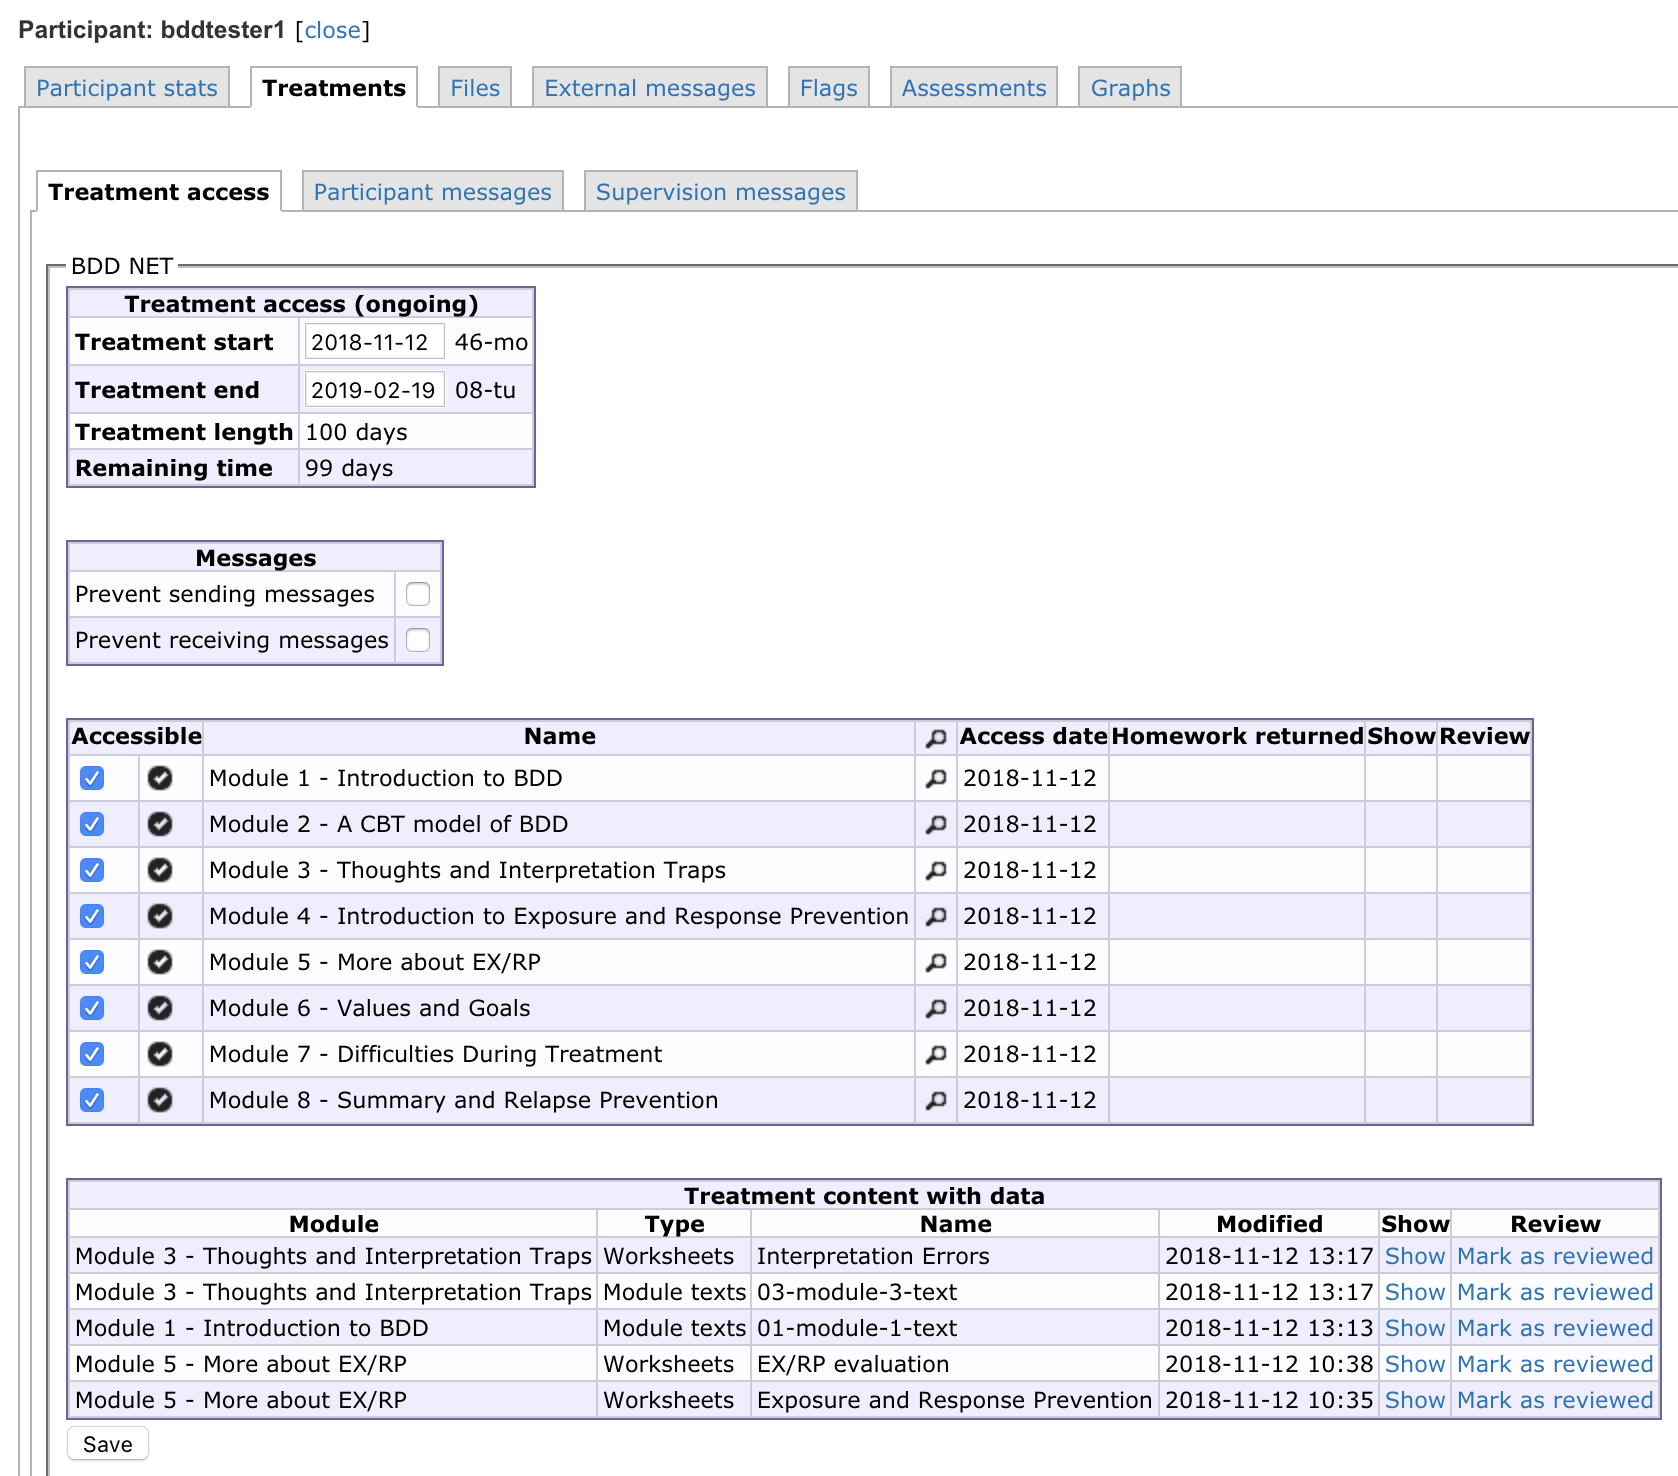 Participant: bddtester1 [close]
Participant stats Treatments Files External messages Flags Assessments Graphs
Treatment access Participant messages Supervision messages
BDD NET
Treatment access (ongoing)
Treatment start 2018-11-12 46-mo
Treatment end 2019-02-19 08-tu
Treatment length 100 days
Remaining time 99 days
Messages
Prevent sending messages
Prevent receiving messages
Accessible Name Access date Homework returned Show Review
Module 1 - Introduction to BDD 2018-11-12
Module 2 - A CBT model of BDD 2018-11-12
Module 3 - Thoughts and Interpretation Traps 2018-11-12
Module 4 - Introduction to Exposure and Response Prevention 2018-11-12
Module 5 - More about EX/RP 2018-11-12
Module 6 - Values and Goals 2018-11-12
Module 7 - Difficulties During Treatment 2018-11-12
Module 8 - Summary and Relapse Prevention 2018-11-12
Treatment content with data
Module Type Name Modified Show Review
Module 3 - Thoughts and Interpretation Traps Worksheets Interpretation Errors 2018-11-12 13:17 Show Mark as reviewed
Module 3 - Thoughts and Interpretation Traps Module texts 03-module-3-text 2018-11-12 13:17 Show Mark as reviewed
Module 1 - Introduction to BDD Module texts 01-module-1-text 2018-11-12 13:13 Show Mark as reviewed
Module 5 - More about EX/RP Worksheets EX/RP evaluation 2018-11-12 10:38 Show Mark as reviewed
Module 5 - More about EX/RP Worksheets Exposure and Response Prevention 2018-11-12 10:35 Show Mark as reviewed
Save